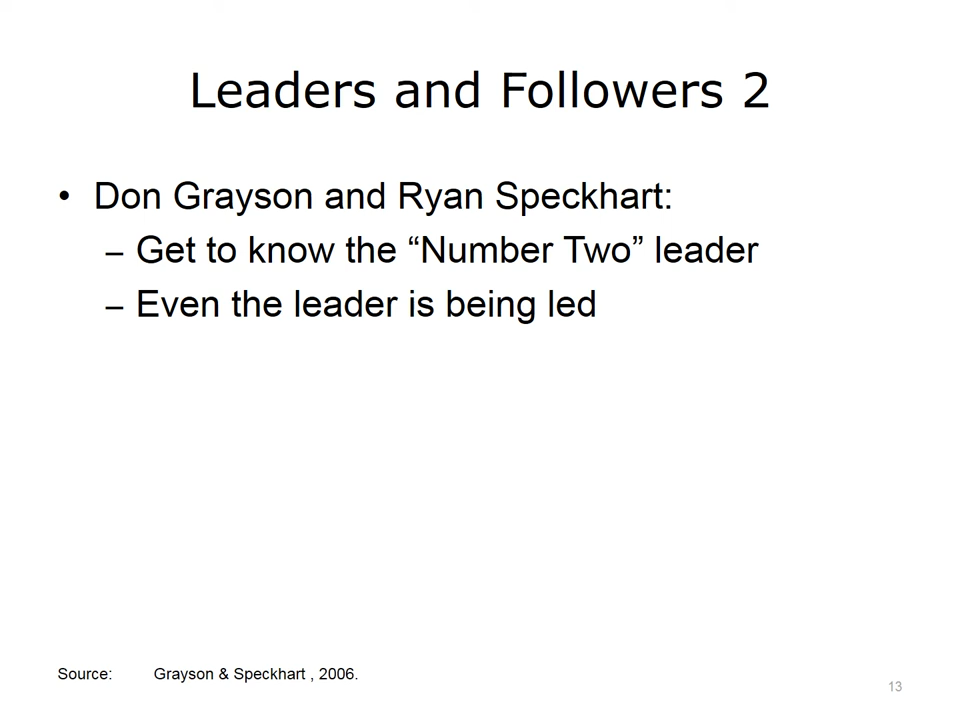 Leaders and Followers 2
• Don Grayson and Ryan Speckhart:
– Get to know the “Number Two” leader
– Even the leader is being led
Source: Grayson & Speckhart , 2006.
13